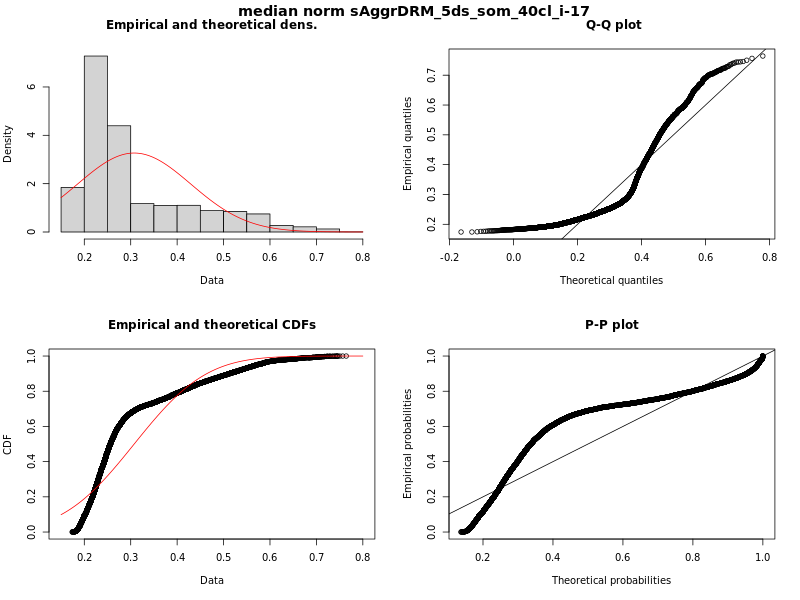 median norm sAggrDRM_5ds_som_40cl_i-17
Empirical and theoretical dens.
Density
0 2 4 6
0.2 0.3 0.4 0.5 0.6 0.7 0.8
Data
Q-Q plot
Empirical quantiles
0.2 0.3 0.4 0.5 0.6 0.7
-0.2 0.0 0.2 0.4 0.6 0.8
Theoretical quantiles
Empirical and theoretical CDFs
CDF
0.0 0.2 0.4 0.6 0.8 1.0
0.2 0.3 0.4 0.5 0.6 0.7 0.8
Data
P-P plot
Empirical probabilities
0.0 0.2 0.4 0.6 0.8 1.0
0.2 0.4 0.6 0.8 1.0
Theoretical probabilities